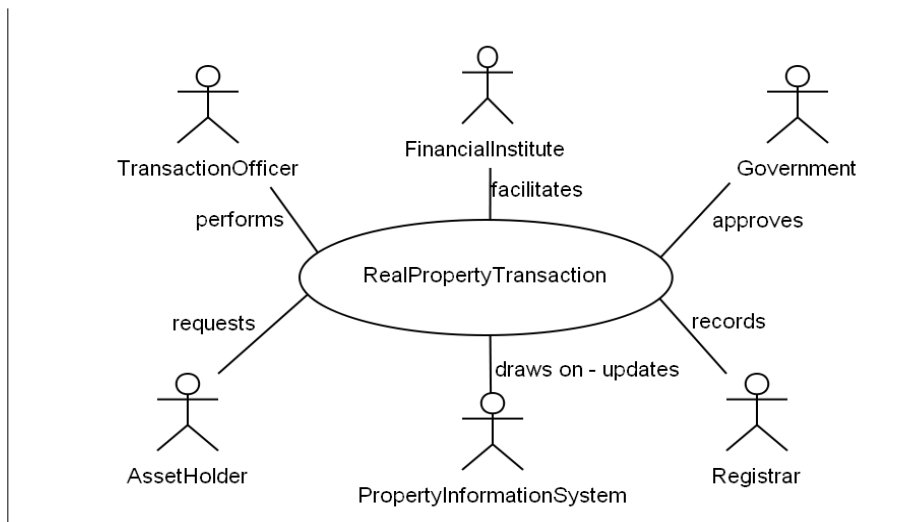 FinancialInstitute
TransactionOfficer
Government
facilitates
performs
approves
RealPropertyTransaction
requests
records
draws on - updates
AssetHolder
PropertyInformationSystem
Registrar